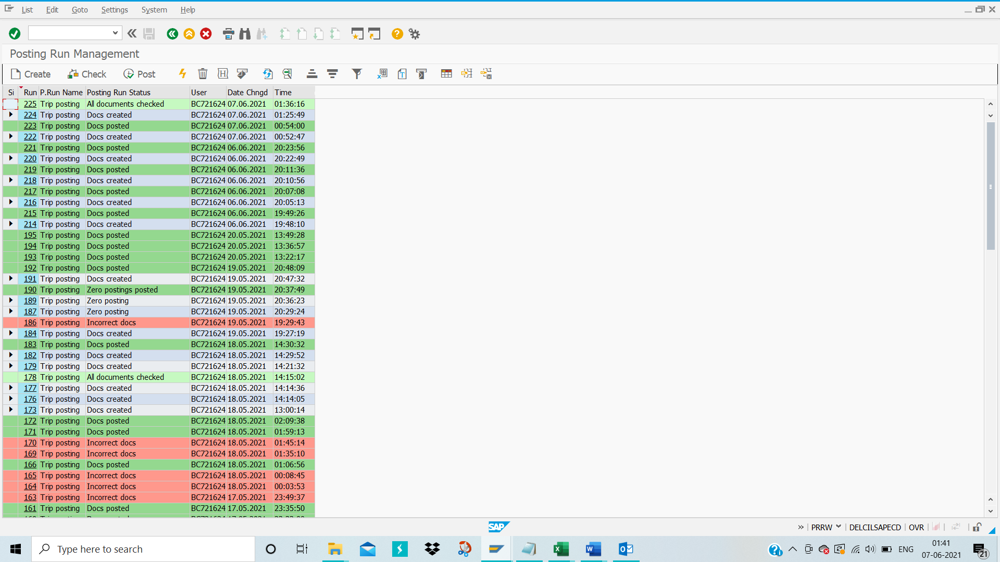 List Edit Goto Settings System Help
Posting Run Management
Create Check Post
Si Run P.Run Name Posting Run Status User Date Chngd Time
225 Trip posting All documents checked BC721624 07.06.2021 01:36:16
224 Trip posting Docs created BC721624 07.06.2021 01:25:49
223 Trip posting Docs posted BC721624 07.06.2021 00:54:00
222 Trip posting Docs created BC721624 07.06.2021 00:52:47
221 Trip posting Docs posted BC721624 06.06.2021 20:23:56
220 Trip posting Docs created BC721624 06.06.2021 20:22:49
219 Trip posting Docs posted BC721624 06.06.2021 20:11:36
218 Trip posting Docs created BC721624 06.06.2021 20:10:56
217 Trip posting Docs posted BC721624 06.06.2021 20:07:08
216 Trip posting Docs created BC721624 06.06.2021 20:05:13
215 Trip posting Docs posted BC721624 06.06.2021 19:49:26
214 Trip posting Docs created BC721624 06.06.2021 19:48:10
195 Trip posting Docs posted BC721624 20.05.2021 13:49:28
194 Trip posting Docs posted BC721624 20.05.2021 13:36:57
193 Trip posting Docs posted BC721624 20.05.2021 13:22:17
192 Trip posting Docs posted BC721624 19.05.2021 20:48:09
191 Trip posting Docs created BC721624 19.05.2021 20:47:32
190 Trip posting Zero postings posted BC721624 19.05.2021 20:37:49
189 Trip posting Zero posting BC721624 19.05.2021 20:36:23
187 Trip posting Zero posting BC721624 19.05.2021 20:29:24
186 Trip posting Incorrect docs BC721624 19.05.2021 19:29:43
184 Trip posting Docs created BC721624 19.05.2021 19:27:19
183 Trip posting Docs posted BC721624 18.05.2021 14:30:32
182 Trip posting Docs created BC721624 18.05.2021 14:29:52
179 Trip posting Docs created BC721624 18.05.2021 14:21:32
178 Trip posting All documents checked BC721624 18.05.2021 14:15:02
177 Trip posting Docs created BC721624 18.05.2021 14:14:36
176 Trip posting Docs created BC721624 18.05.2021 14:14:05
173 Trip posting Docs created BC721624 18.05.2021 13:00:14
172 Trip posting Docs posted BC721624 18.05.2021 02:09:38
171 Trip posting Docs posted BC721624 18.05.2021 01:59:13
170 Trip posting Incorrect docs BC721624 18.05.2021 01:45:14
169 Trip posting Incorrect docs BC721624 18.05.2021 01:35:10
166 Trip posting Docs posted BC721624 18.05.2021 01:06:56
165 Trip posting Incorrect docs BC721624 18.05.2021 00:08:45
164 Trip posting Incorrect docs BC721624 18.05.2021 00:03:53
163 Trip posting Incorrect docs BC721624 17.05.2021 23:49:37
161 Trip posting Docs posted BC721624 17.05.2021 23:35:50
SAP PRRW DELCILSAPECD OVR
Type here to search ENG 01:41
07-06-2021 21